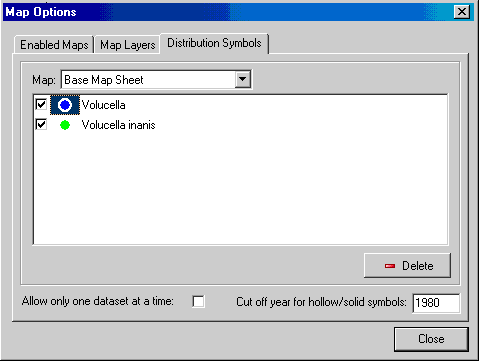 Map Options
Enabled Maps Map Layers Distribution Symbols
Map: Base Map Sheet
Volucella
Volucella inanis
Delete
Allow only one dataset at a time: Cut off year for hollow/solid symbols: 1980
Close